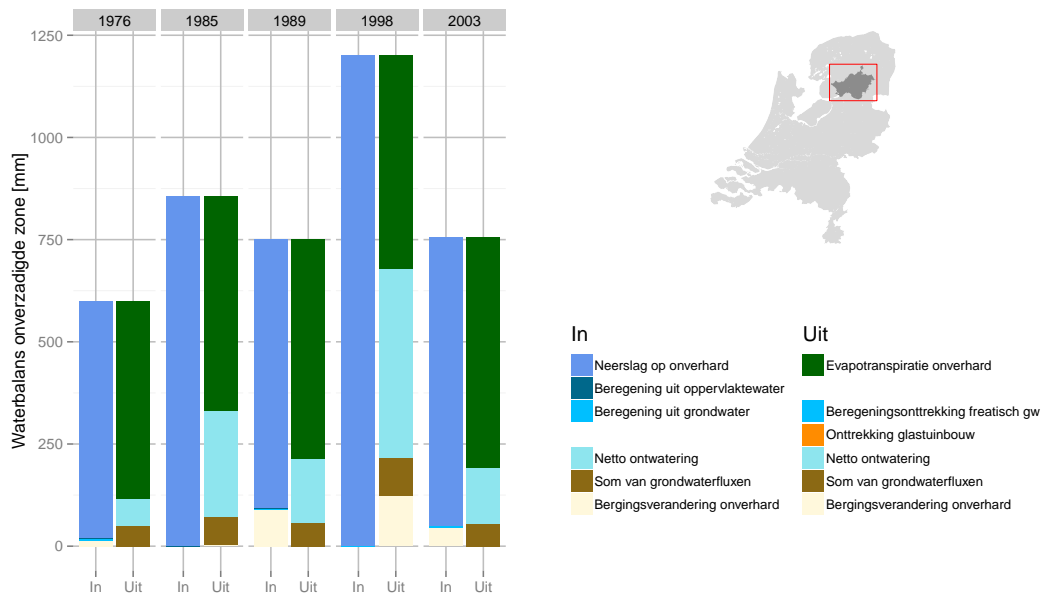 1976 1985 1989 1998 2003
Waterbalans onverzadigde zone [mm]
1250
1000
750
500
250
0
In Uit In Uit In Uit In Uit In Uit
In
Neerslag op onverhard
Beregening uit oppervlaktewater
Beregening uit grondwater
Netto ontwatering
Som van grondwaterfluxen
Bergingsverandering onverhard
Uit
Evapotranspiratie onverhard
Beregeningsonttrekking freatisch gw
Onttrekking glastuinbouw
Netto ontwatering
Som van grondwaterfluxen
Bergingsverandering onverhard